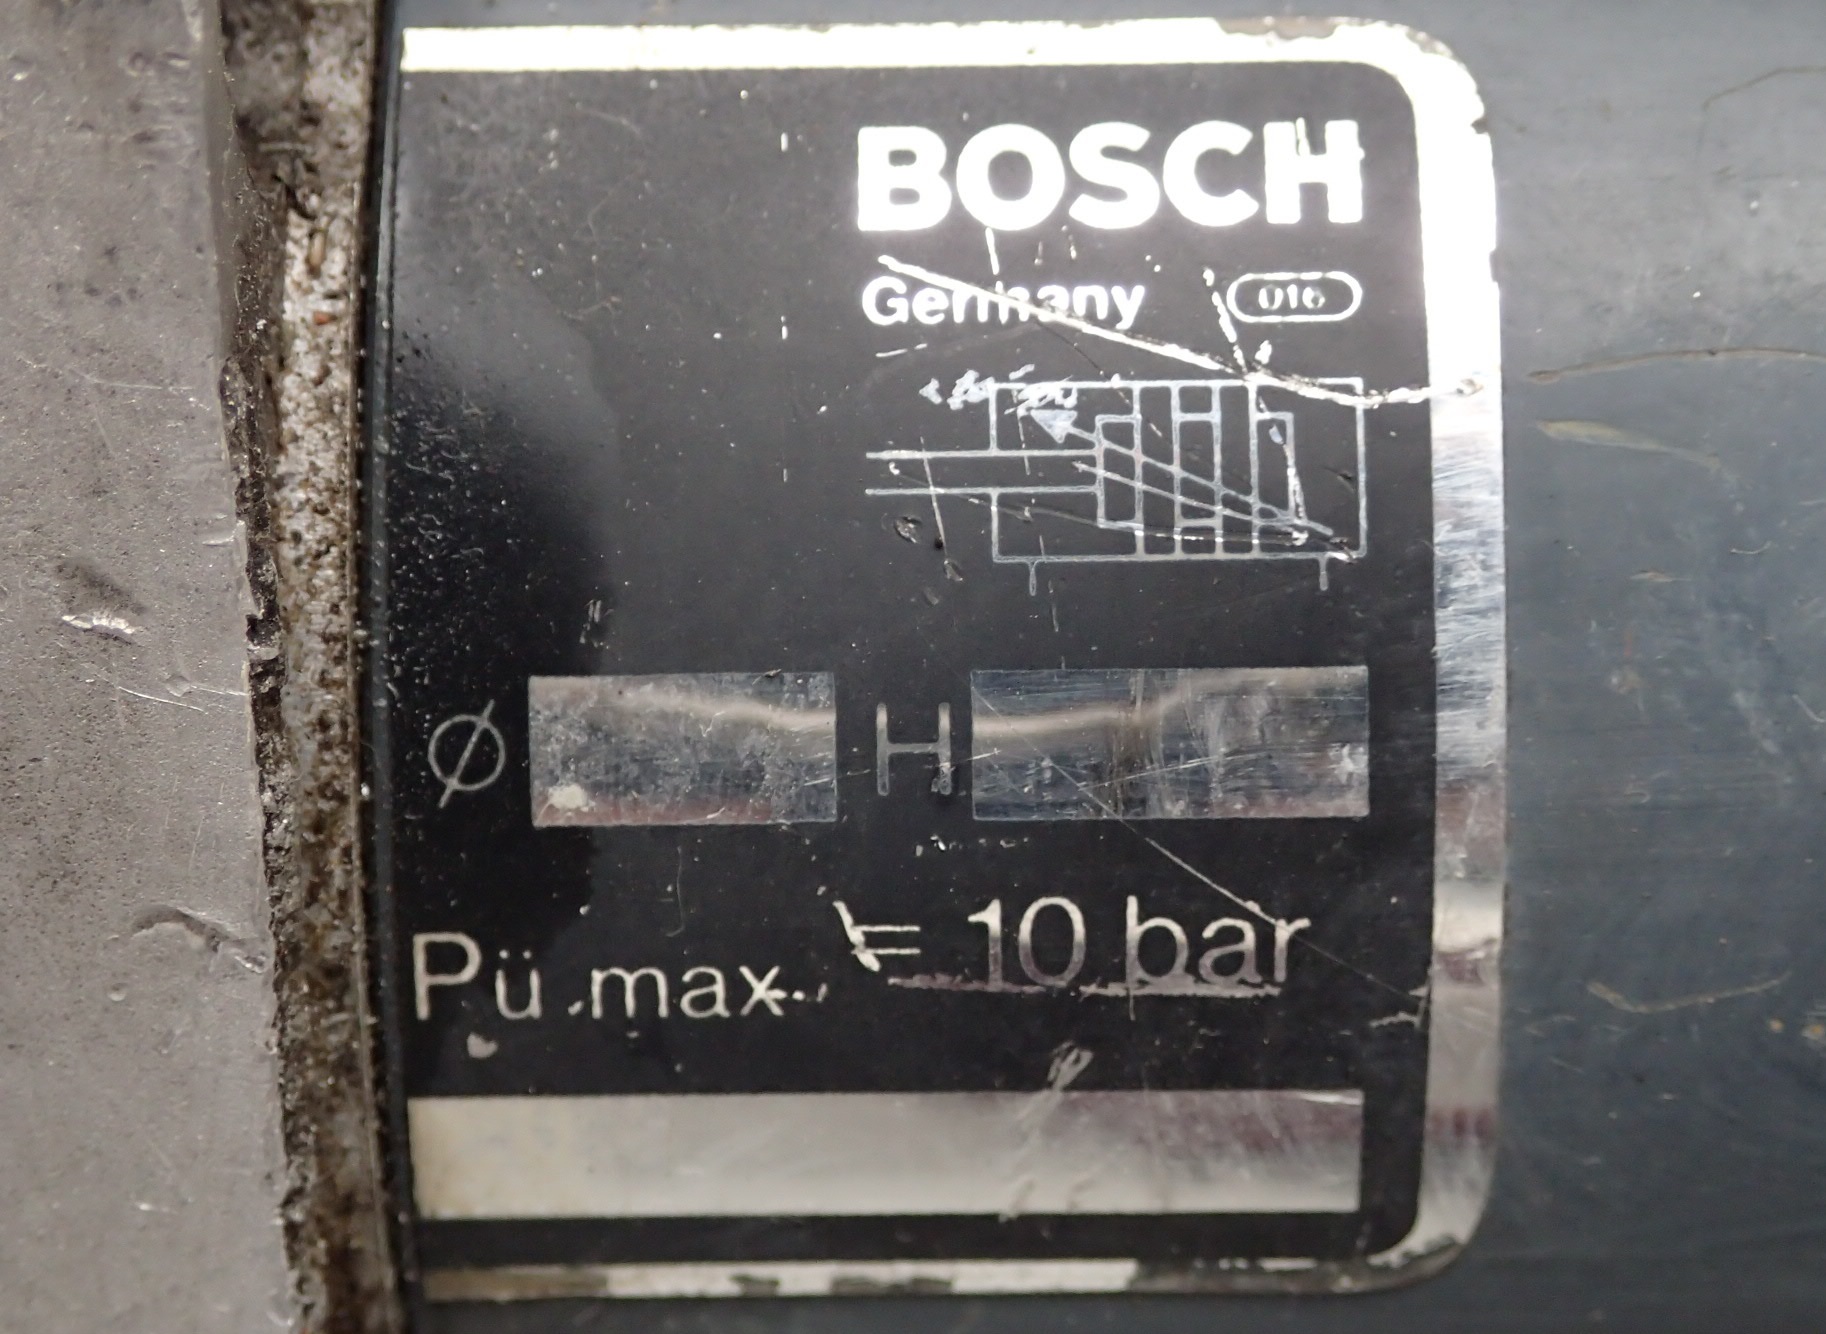 BOSCH
Germany 016
Ø H
Pü max. = 10 bar